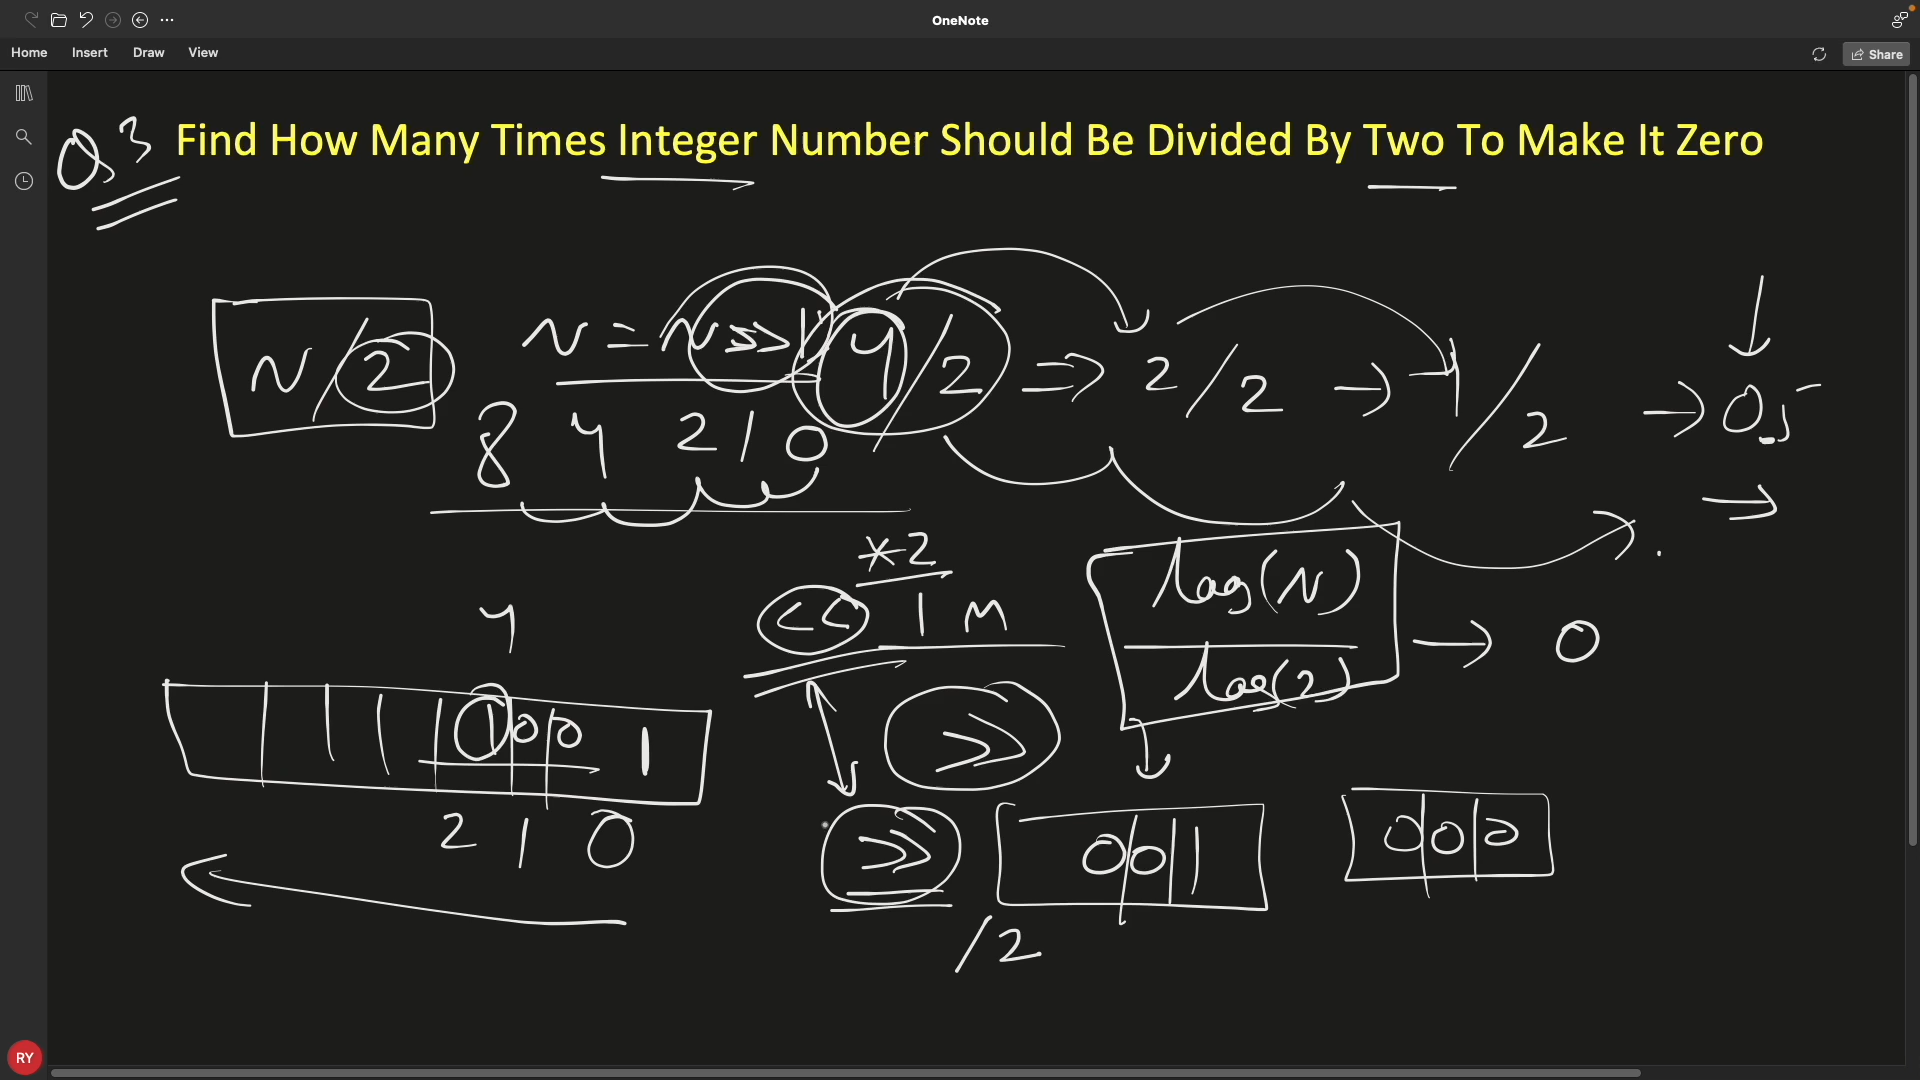 OneNote
Home Insert Draw View
Share
Q3 Find How Many Times Integer Number Should Be Divided By Two To Make It Zero
N/2 N = N>>1 4/2 => 2/2 → 1/2 → 0.5
8 4 2 1 0
*2
<< 1 M
log(N)
log(2)
→ 0
4
1 0 0 1
>>
2 1 0
>>
0 0 1
0 0 0
/2
RY